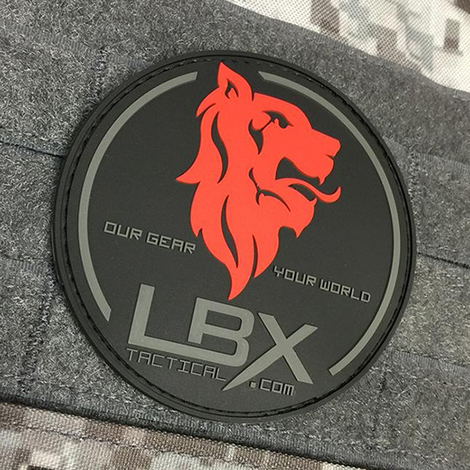 OUR GEAR
YOUR WORLD
LBX
TACTICAL
.COM